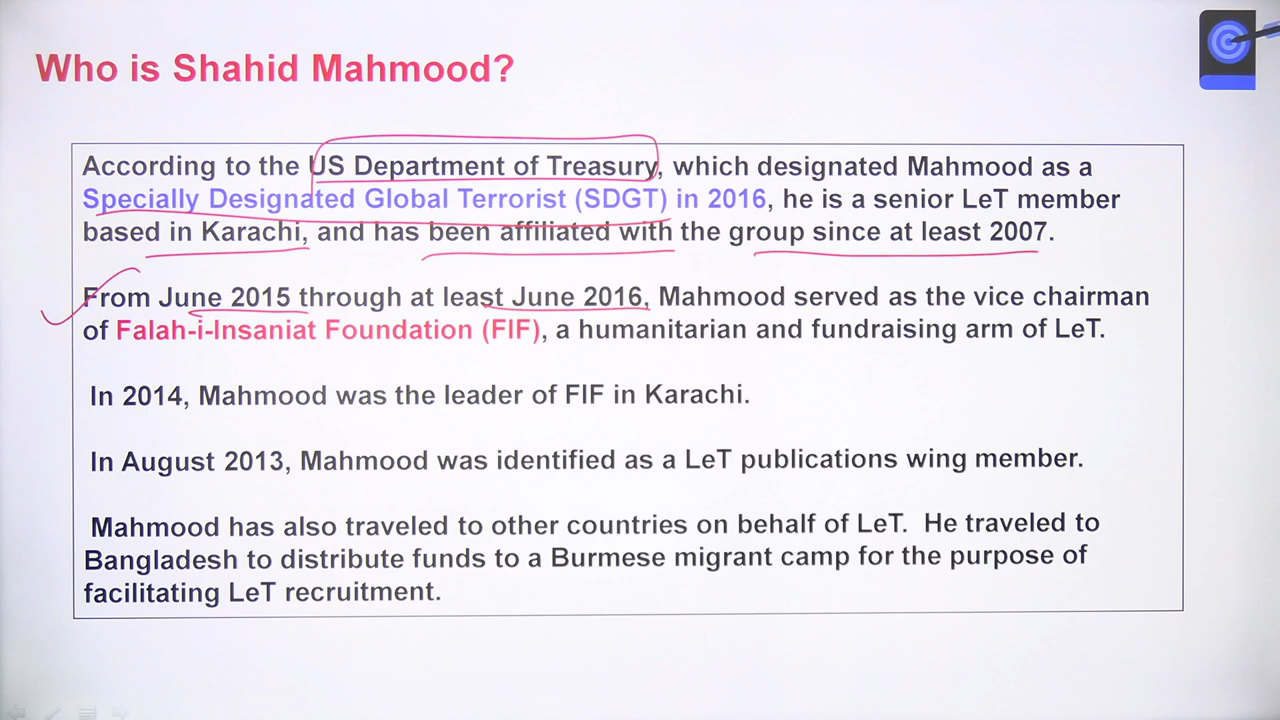 Who is Shahid Mahmood?
According to the US Department of Treasury, which designated Mahmood as a
Specially Designated Global Terrorist (SDGT) in 2016, he is a senior LeT member
based in Karachi, and has been affiliated with the group since at least 2007.
From June 2015 through at least June 2016, Mahmood served as the vice chairman
of Falah-i-Insaniat Foundation (FIF), a humanitarian and fundraising arm of LeT.
In 2014, Mahmood was the leader of FIF in Karachi.
In August 2013, Mahmood was identified as a LeT publications wing member.
Mahmood has also traveled to other countries on behalf of LeT. He traveled to
Bangladesh to distribute funds to a Burmese migrant camp for the purpose of
facilitating LeT recruitment.